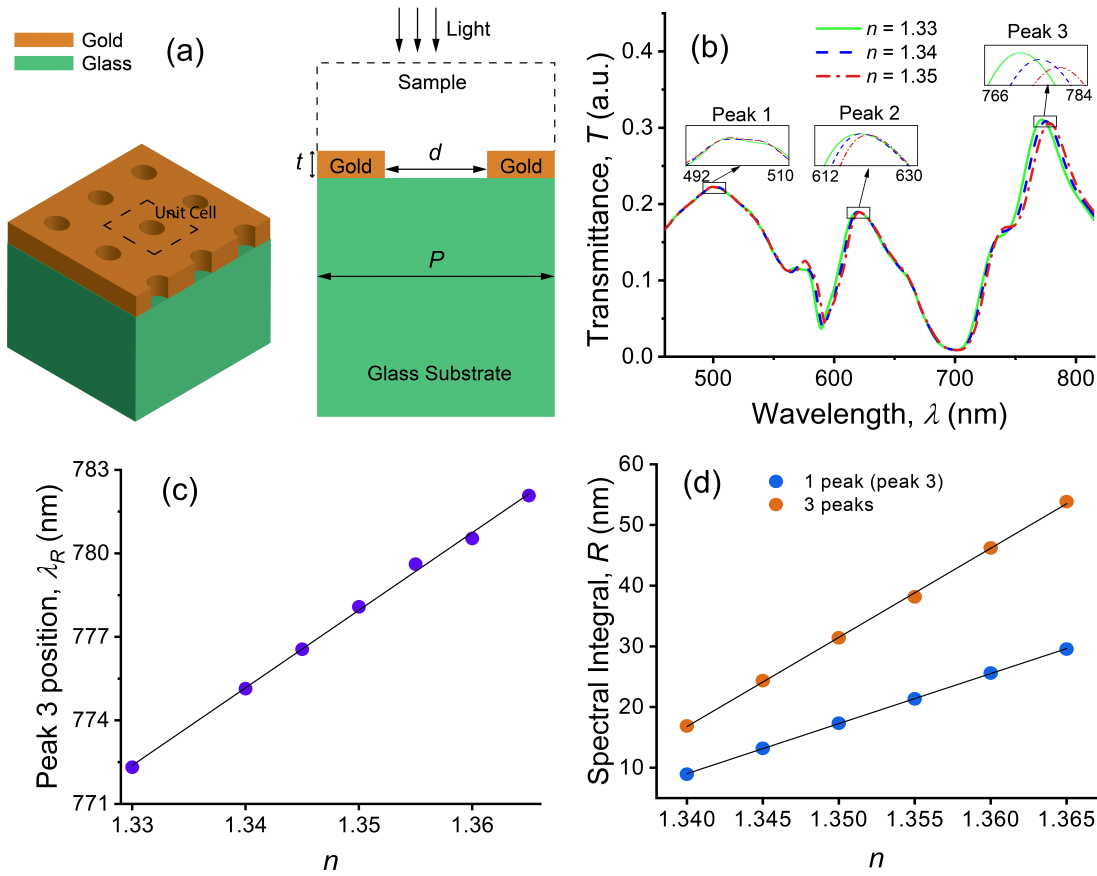 Gold
Glass
(a)
Light
Sample
t
Gold
d
Gold
Unit Cell
P
Glass Substrate
(b)
n = 1.33
n = 1.34
n = 1.35
Peak 1
492 510
Peak 2
612 630
Peak 3
766 784
0.4
0.3
0.2
0.1
0.0
Transmittance, T (a.u.)
500 600 700 800
Wavelength, λ (nm)
(c)
783
780
777
774
771
Peak 3 position, λR (nm)
1.33 1.34 1.35 1.36
n
(d)
1 peak (peak 3)
3 peaks
60
50
40
30
20
10
Spectral Integral, R (nm)
1.340 1.345 1.350 1.355 1.360 1.365
n